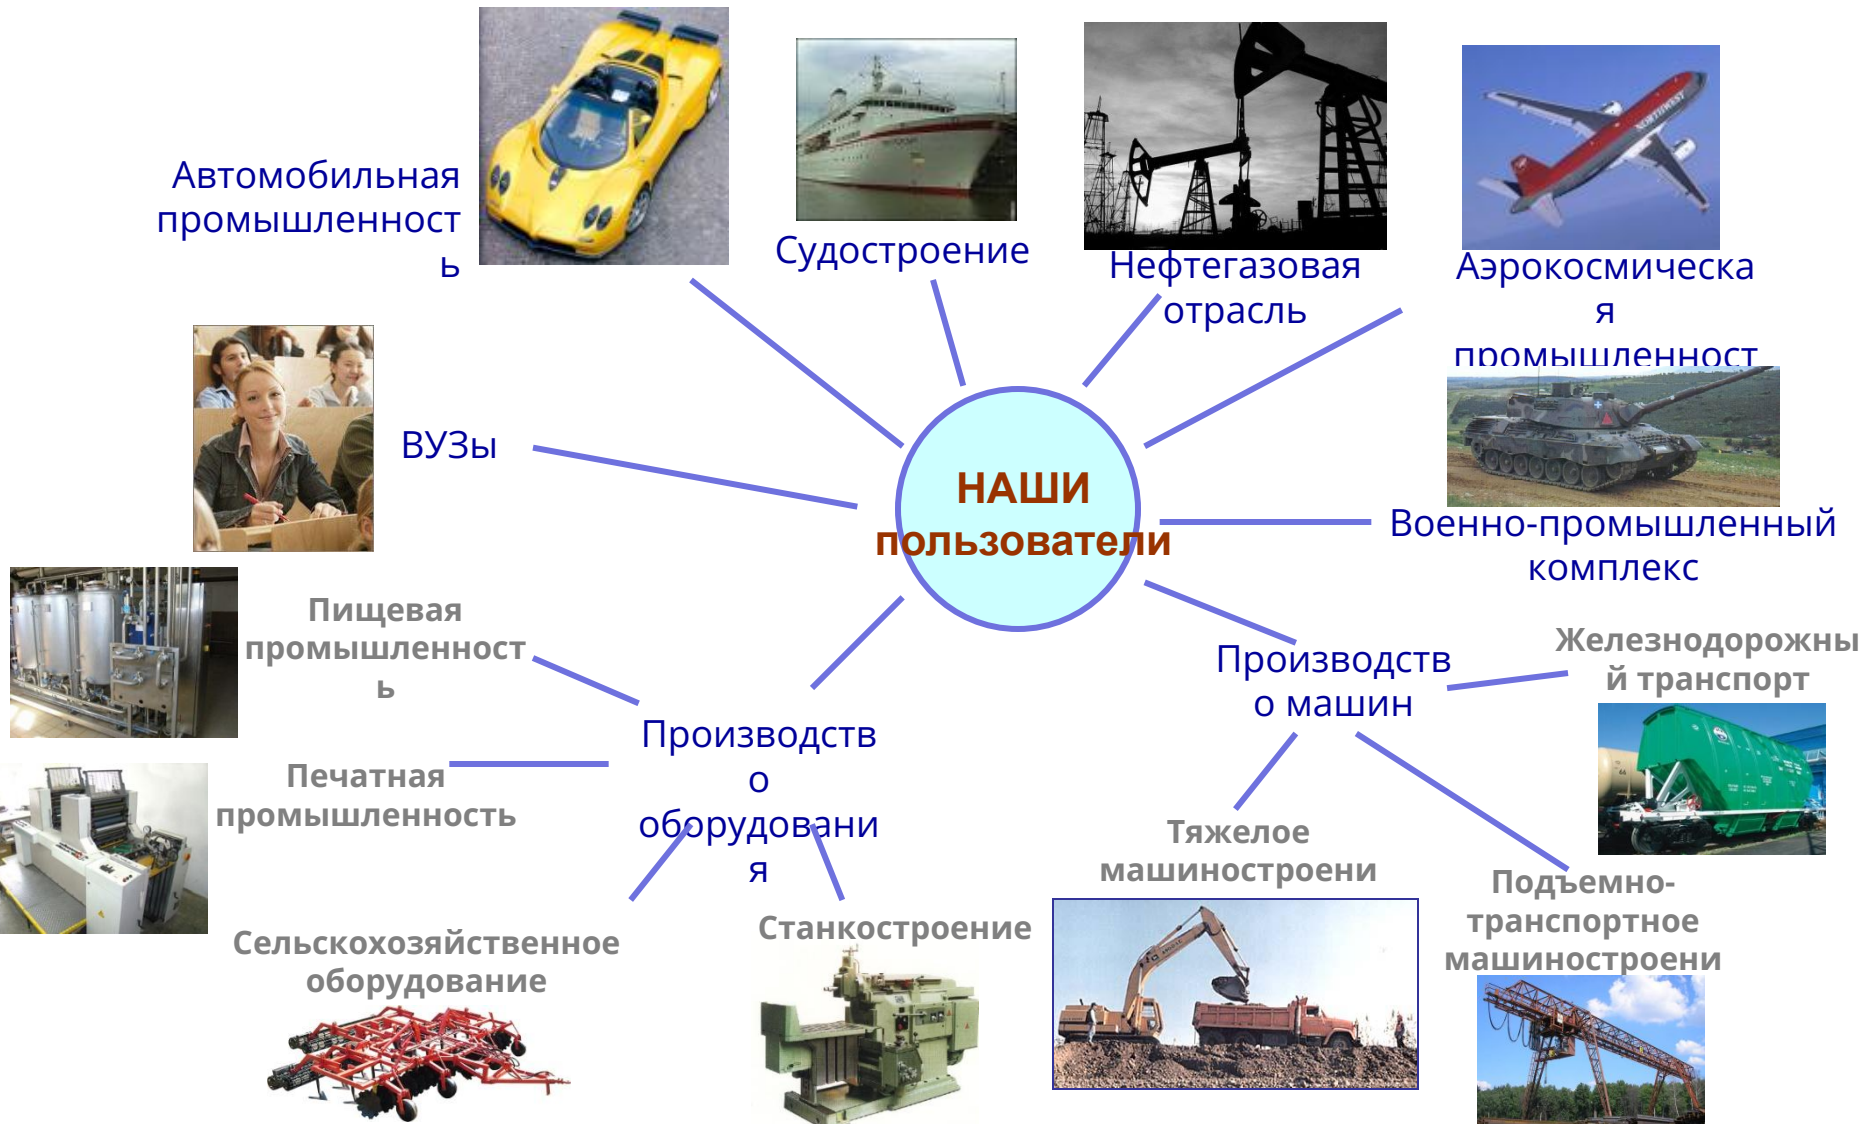 Автомобильная
промышленност
ь
Судостроение
Нефтегазовая
отрасль
Аэрокосмическа
я
промышленност
NORTHWEST
ВУЗы
НАШИ
пользователи
Военно-промышленный
комплекс
Пищевая
промышленност
ь
Производств
о машин
Железнодорожны
й транспорт
Печатная
промышленность
Производств
о
оборудовани
я
Тяжелое
машиностроени
Подъемно-
транспортное
машиностроени
Сельскохозяйственное
оборудование
Станкостроение